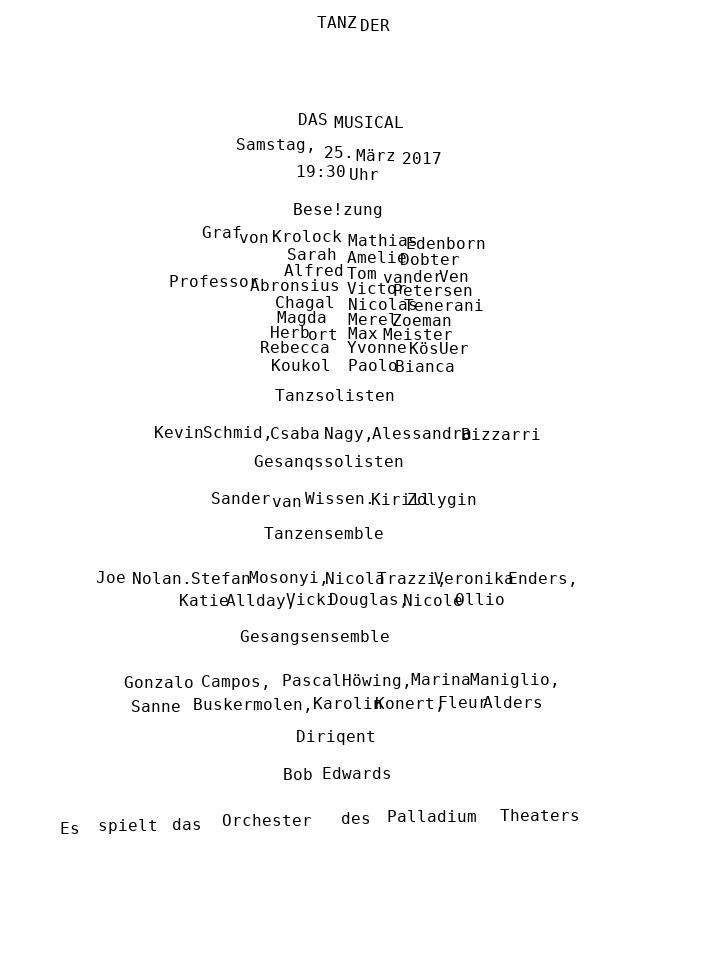 TANZ DER
DAS MUSICAL
Samstag, 25. März 2017
19:30 Uhr
Bese!zung
Graf von Krolock Mathias Edenborn
Sarah Amelie Dobter
Alfred Tom van der Ven
Professor Abronsius Victor Petersen
Chagal Nicolas Tenerani
Magda Merel Zoeman
Herb ort Max Meister
Rebecca Yvonne KösUer
Koukol Paolo Bianca
Tanzsolisten
Kevin Schmid, Csaba Nagy, Alessandra Bizzarri
Gesanqssolisten
Sander van Wissen. Kirill Zolygin
Tanzensemble
Joe Nolan. Stefan Mosonyi, Nicola Trazzi, Veronika Enders,
Katie Allday, Vicki Douglas, Nicole Ollio
Gesangsensemble
Gonzalo Campos, Pascal Höwing, Marina Maniglio,
Sanne Buskermolen, Karolin Konert, Fleur Alders
Diriqent
Bob Edwards
Es spielt das Orchester des Palladium Theaters